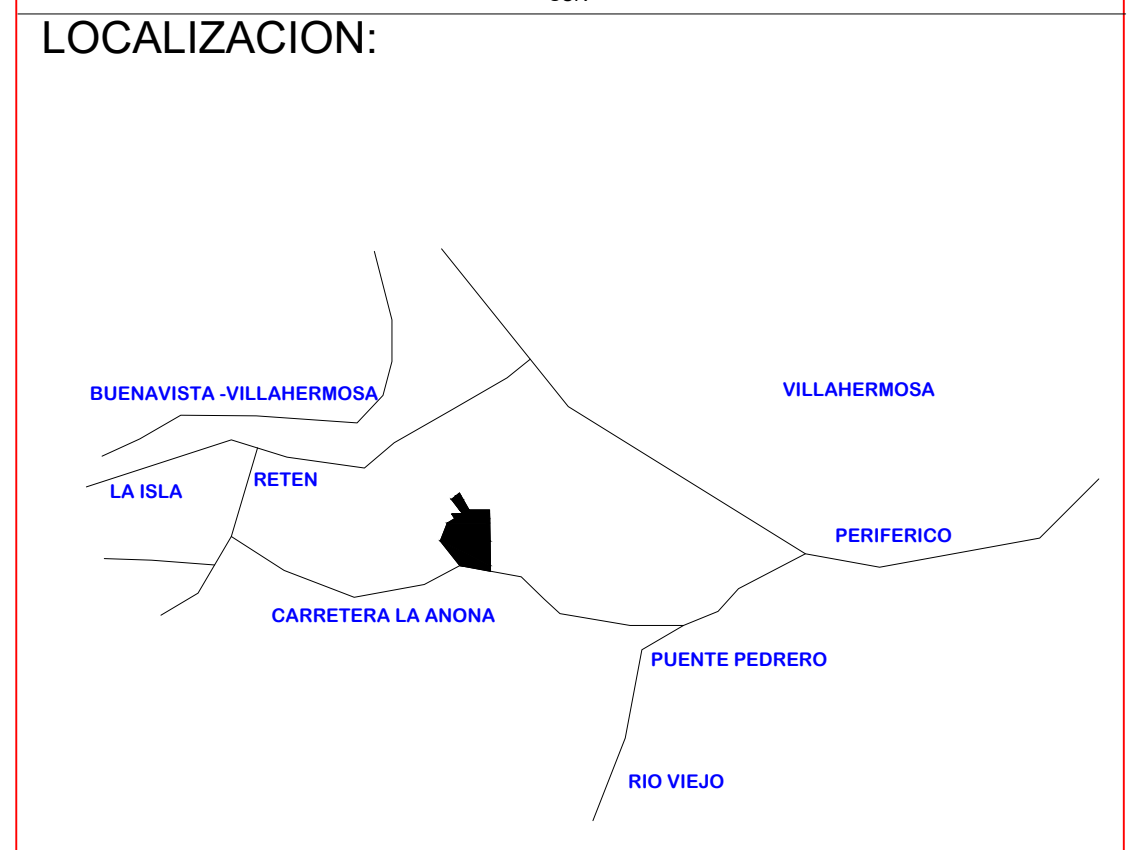 LOCALIZACION:
BUENAVISTA -VILLAHERMOSA
VILLAHERMOSA
RETEN
LA ISLA
PERIFERICO
CARRETERA LA ANONA
PUENTE PEDRERO
RIO VIEJO